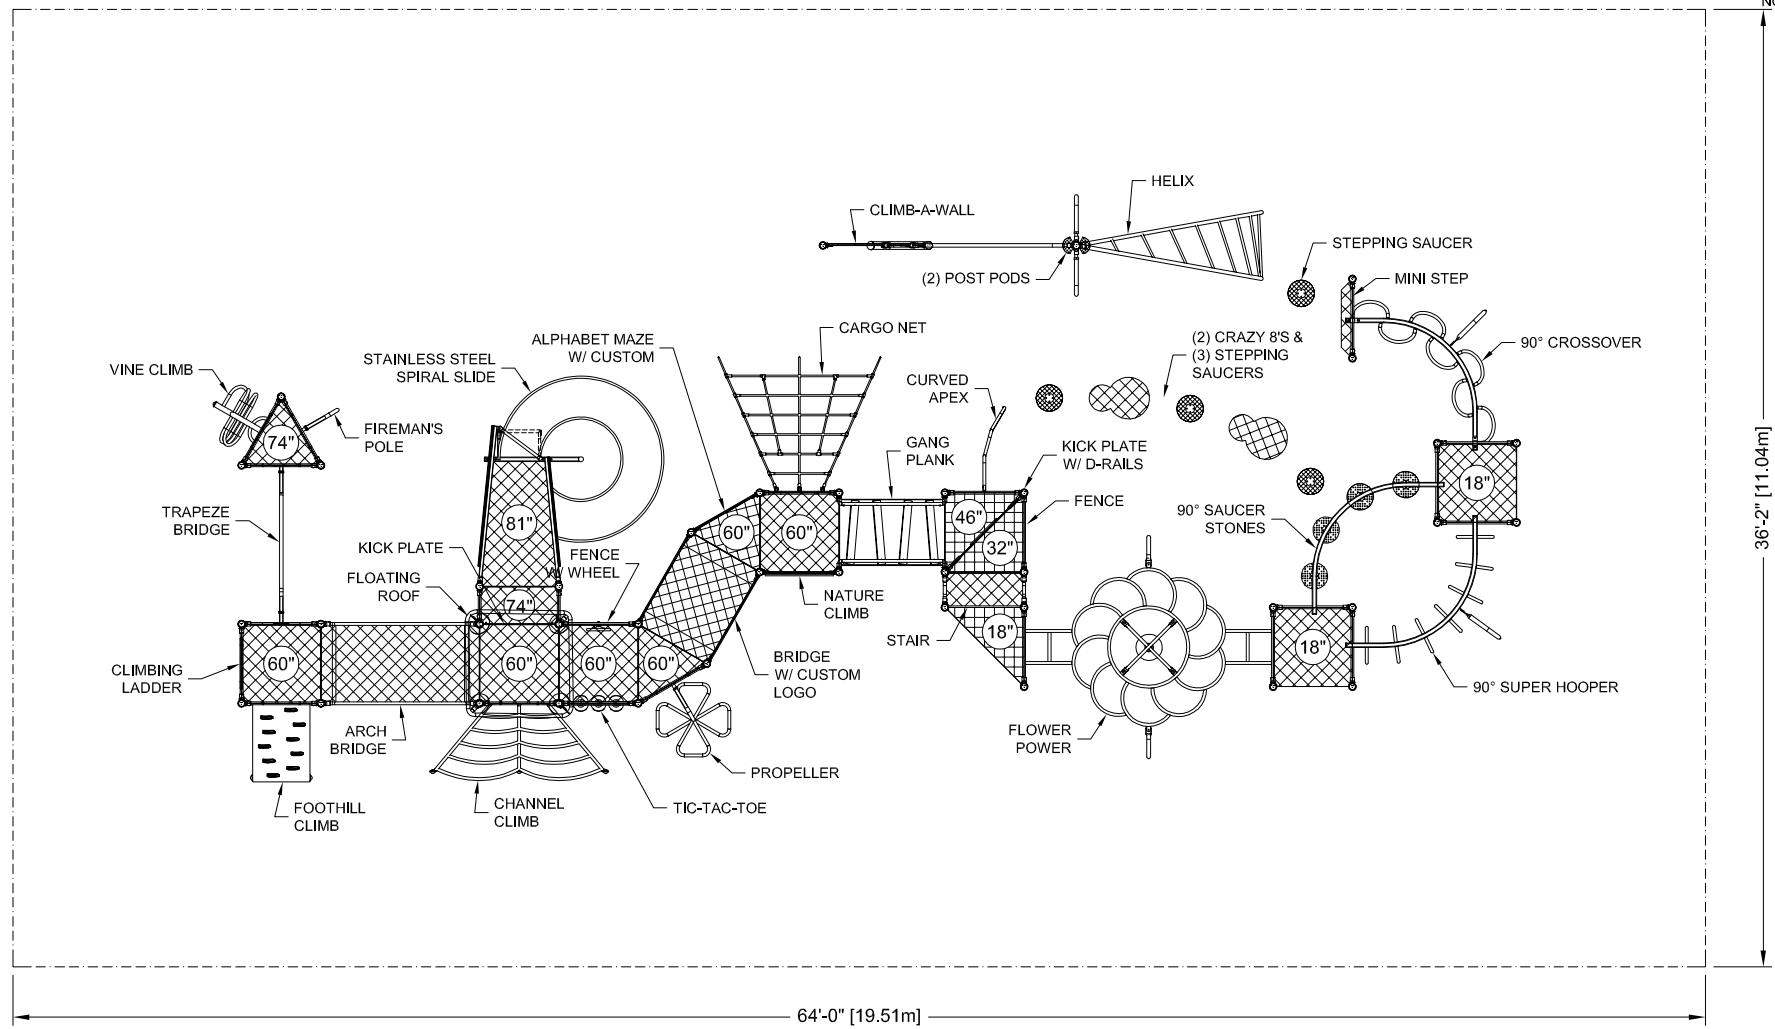 NO
HELIX
CLIMB-A-WALL
STEPPING SAUCER
(2) POST PODS
MINI STEP
CARGO NET
ALPHABET MAZE
W/ CUSTOM
(2) CRAZY 8'S &
(3) STEPPING
SAUCERS
90° CROSSOVER
STAINLESS STEEL
SPIRAL SLIDE
VINE CLIMB
CURVED
APEX
FIREMAN'S
POLE
74"
GANG
PLANK
KICK PLATE
W/ D-RAILS
FENCE
18"
90° SAUCER
STONES
TRAPEZE
BRIDGE
81"
60"
60"
46"
32"
KICK PLATE
FENCE
W/ WHEEL
FLOATING
ROOF
74"
NATURE
CLIMB
STAIR
18"
CLIMBING
LADDER
60"
60"
60"
60"
BRIDGE
W/ CUSTOM
LOGO
18"
90° SUPER HOOPER
ARCH
BRIDGE
FLOWER
POWER
PROPELLER
FOOTHILL
CLIMB
CHANNEL
CLIMB
TIC-TAC-TOE
36'-2" [11.04m]
64'-0" [19.51m]